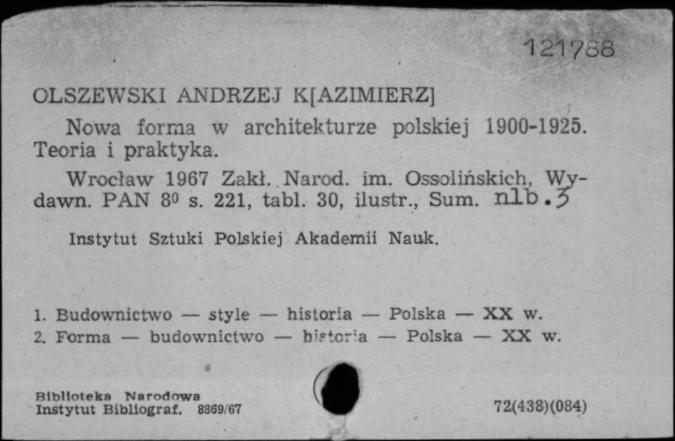 121788
OLSZEWSKI ANDRZEJ K[AZIMIERZ]
Nowa forma w architekturze polskiej 1900-1925.
Teoria i praktyka.
Wrocław 1967 Zakł. Narod. im. Ossolińskich, Wy-
dawn. PAN 8⁰ s. 221, tabl. 30, ilustr., Sum. nlb. 3
Instytut Sztuki Polskiej Akademii Nauk.
1. Budownictwo — style — historia — Polska — XX w.
2. Forma — budownictwo — historia — Polska — XX w.
Biblioteka Narodowa
Instytut Bibliograf. 8869/67
72(438)(084)